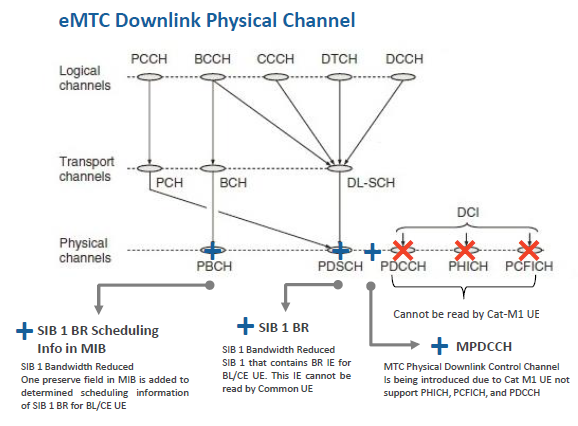 eMTC Downlink Physical Channel
PCCH BCCH CCCH DTCH DCCH
Logical
channels
Transport
channels
PCH BCH DL-SCH
DCI
Physical
channels
PBCH PDSCH PDCCH PHICH PCFICH
Cannot be read by Cat-M1 UE
SIB 1 BR Scheduling
Info in MIB
SIB 1 Bandwidth Reduced
One preserve field in MIB is added to
determined scheduling information
of SIB 1 BR for BL/CE UE
SIB 1 BR
SIB 1 Bandwidth Reduced
SIB 1 that contains BR IE for
BL/CE UE. This IE cannot be
read by Common UE
MPDCCH
MTC Physical Downlink Control Channel
Is being introduced due to Cat M1 UE not
support PHICH, PCFICH, and PDCCH